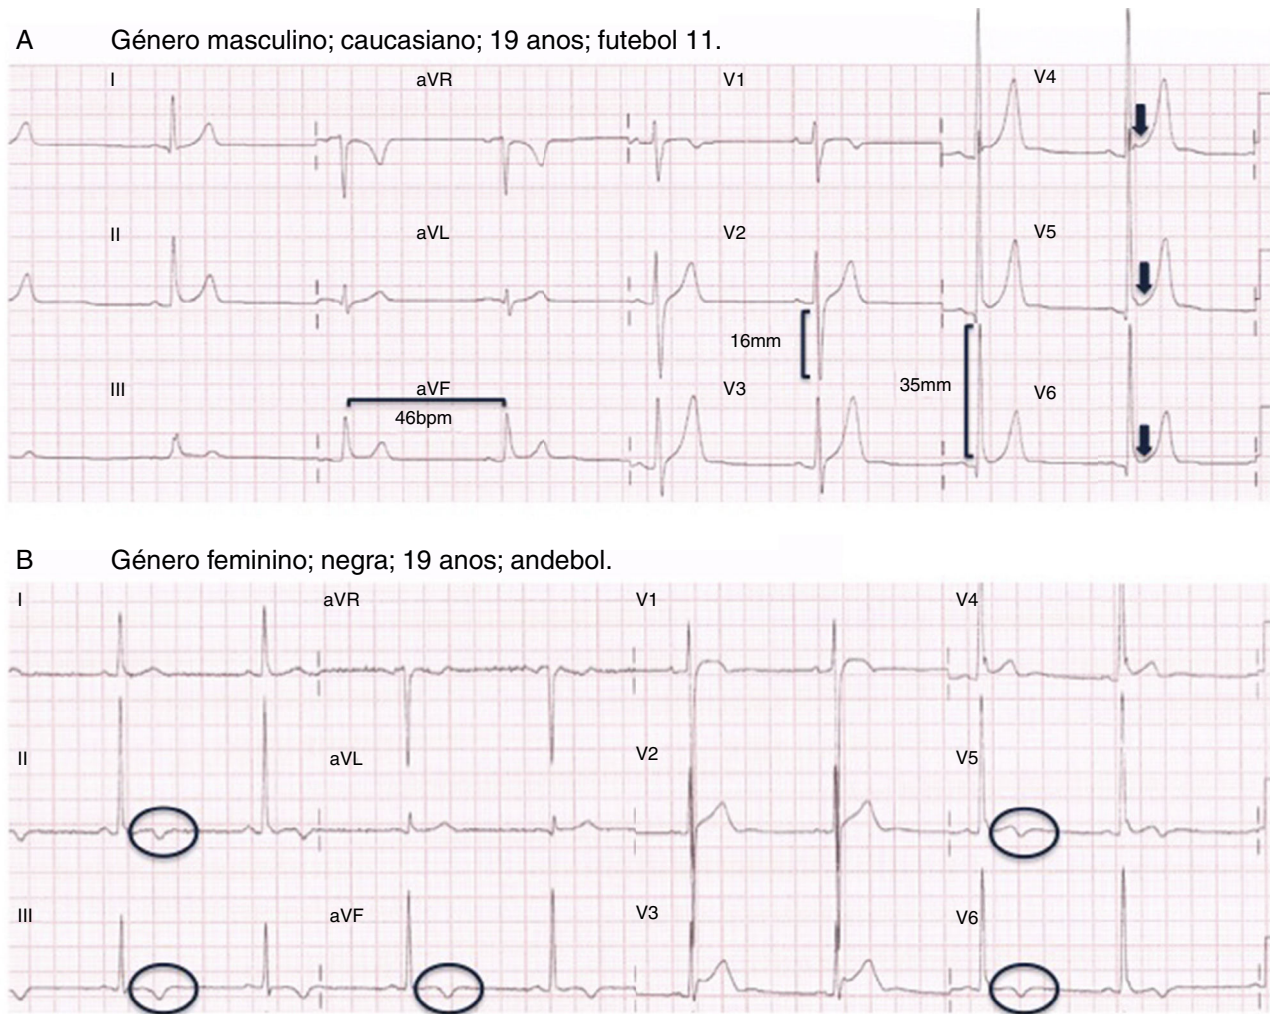 A Género masculino; caucasiano; 19 anos; futebol 11.
I aVR V1 V4
II aVL V2 V5
16mm
III aVF V3 V6
35mm
46bpm
B Género feminino; negra; 19 anos; andebol.
I aVR V1 V4
II aVL V2 V5
III aVF V3 V6